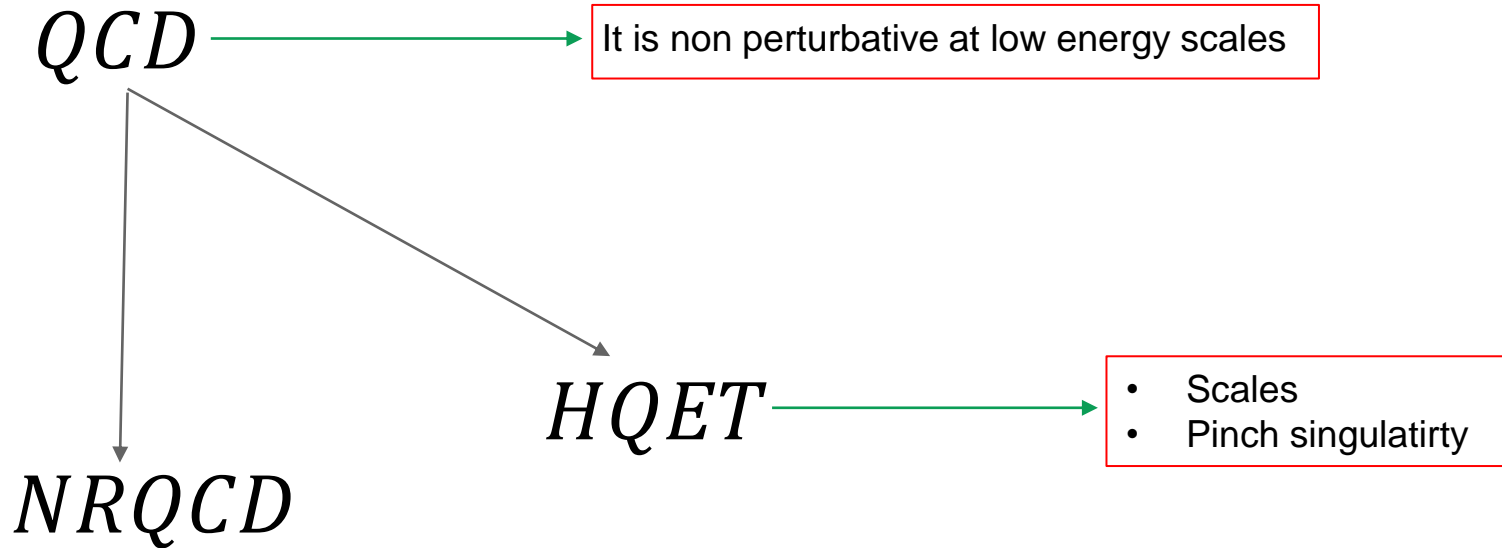 QCD
It is non perturbative at low energy scales
HQET
• Scales
• Pinch singulatirty
NRQCD